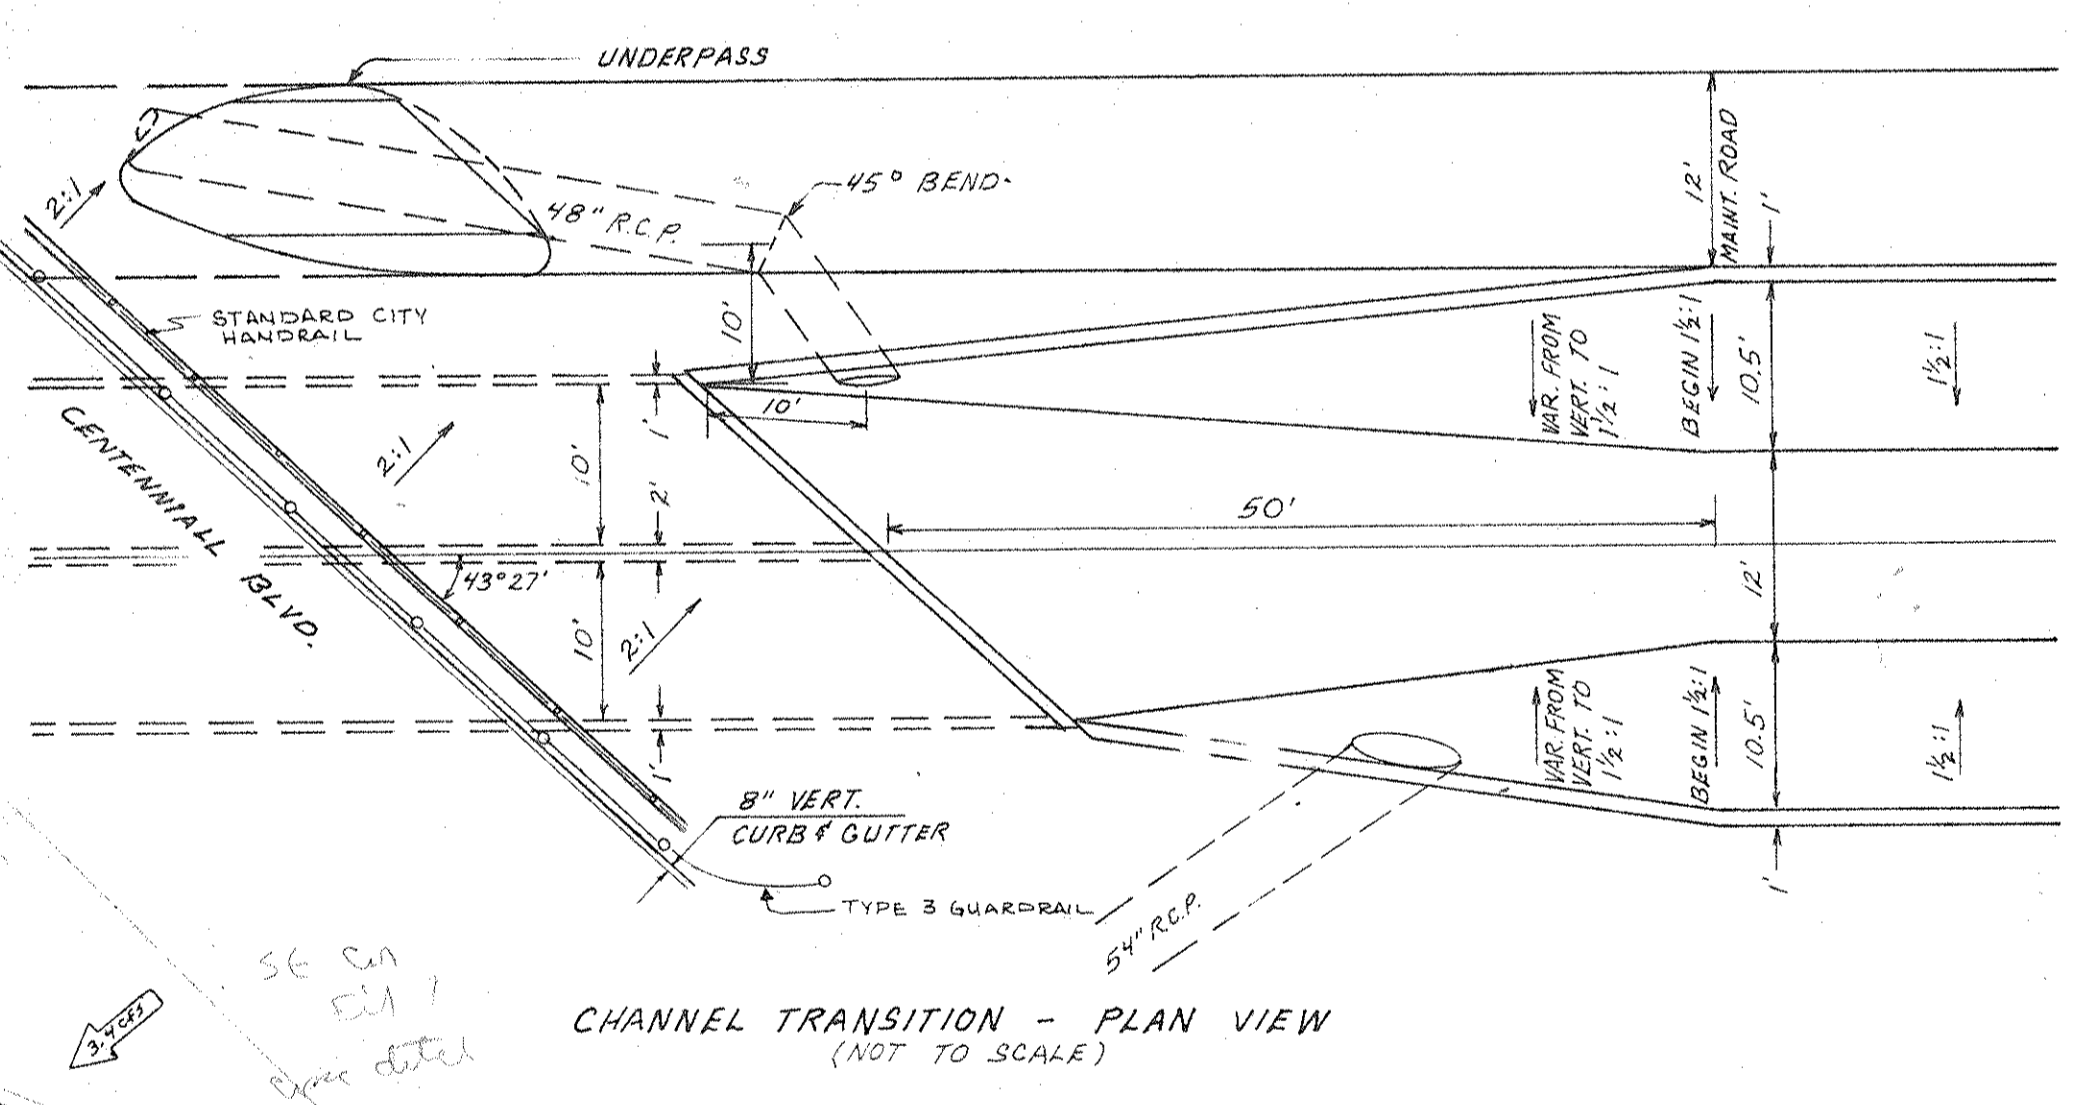 UNDERPASS
45° BEND
48" R.C.P.
2:1
12'
MAINT. ROAD
1'
STANDARD CITY
HANDRAIL
10'
10'
1'
VAR. FROM
VERT. TO
1½:1
BEGIN 1½:1
10.5'
1½:1
CENTENNIALL BLVD.
2:1
10'
2'
50'
43°27'
12'
10'
2:1
1'
VAR. FROM
VERT. TO
1½:1
BEGIN 1½:1
10.5'
1½:1
8" VERT.
CURB & GUTTER
1'
TYPE 3 GUARDRAIL
54" R.C.P.
SE
3.4 cfs
CHANNEL TRANSITION - PLAN VIEW
(NOT TO SCALE)